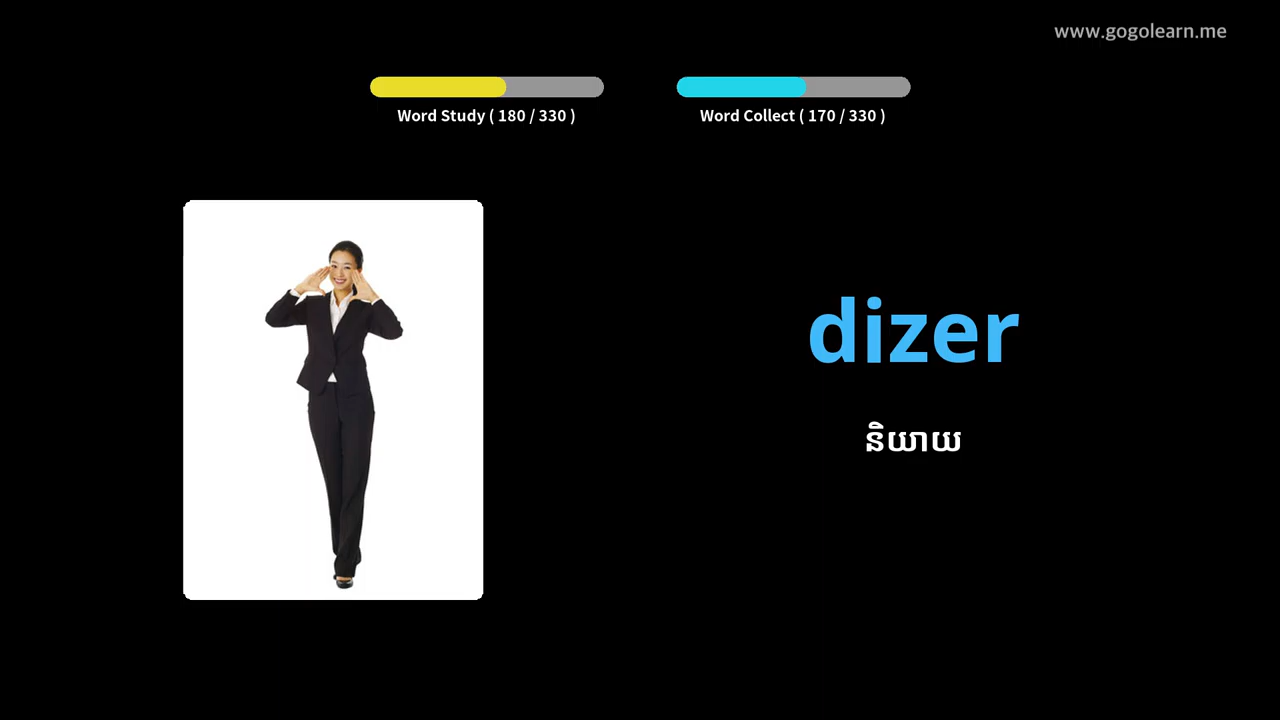 www.gogolearn.me
Word Study ( 180 / 330 )
Word Collect ( 170 / 330 )
dizer
និយាយ